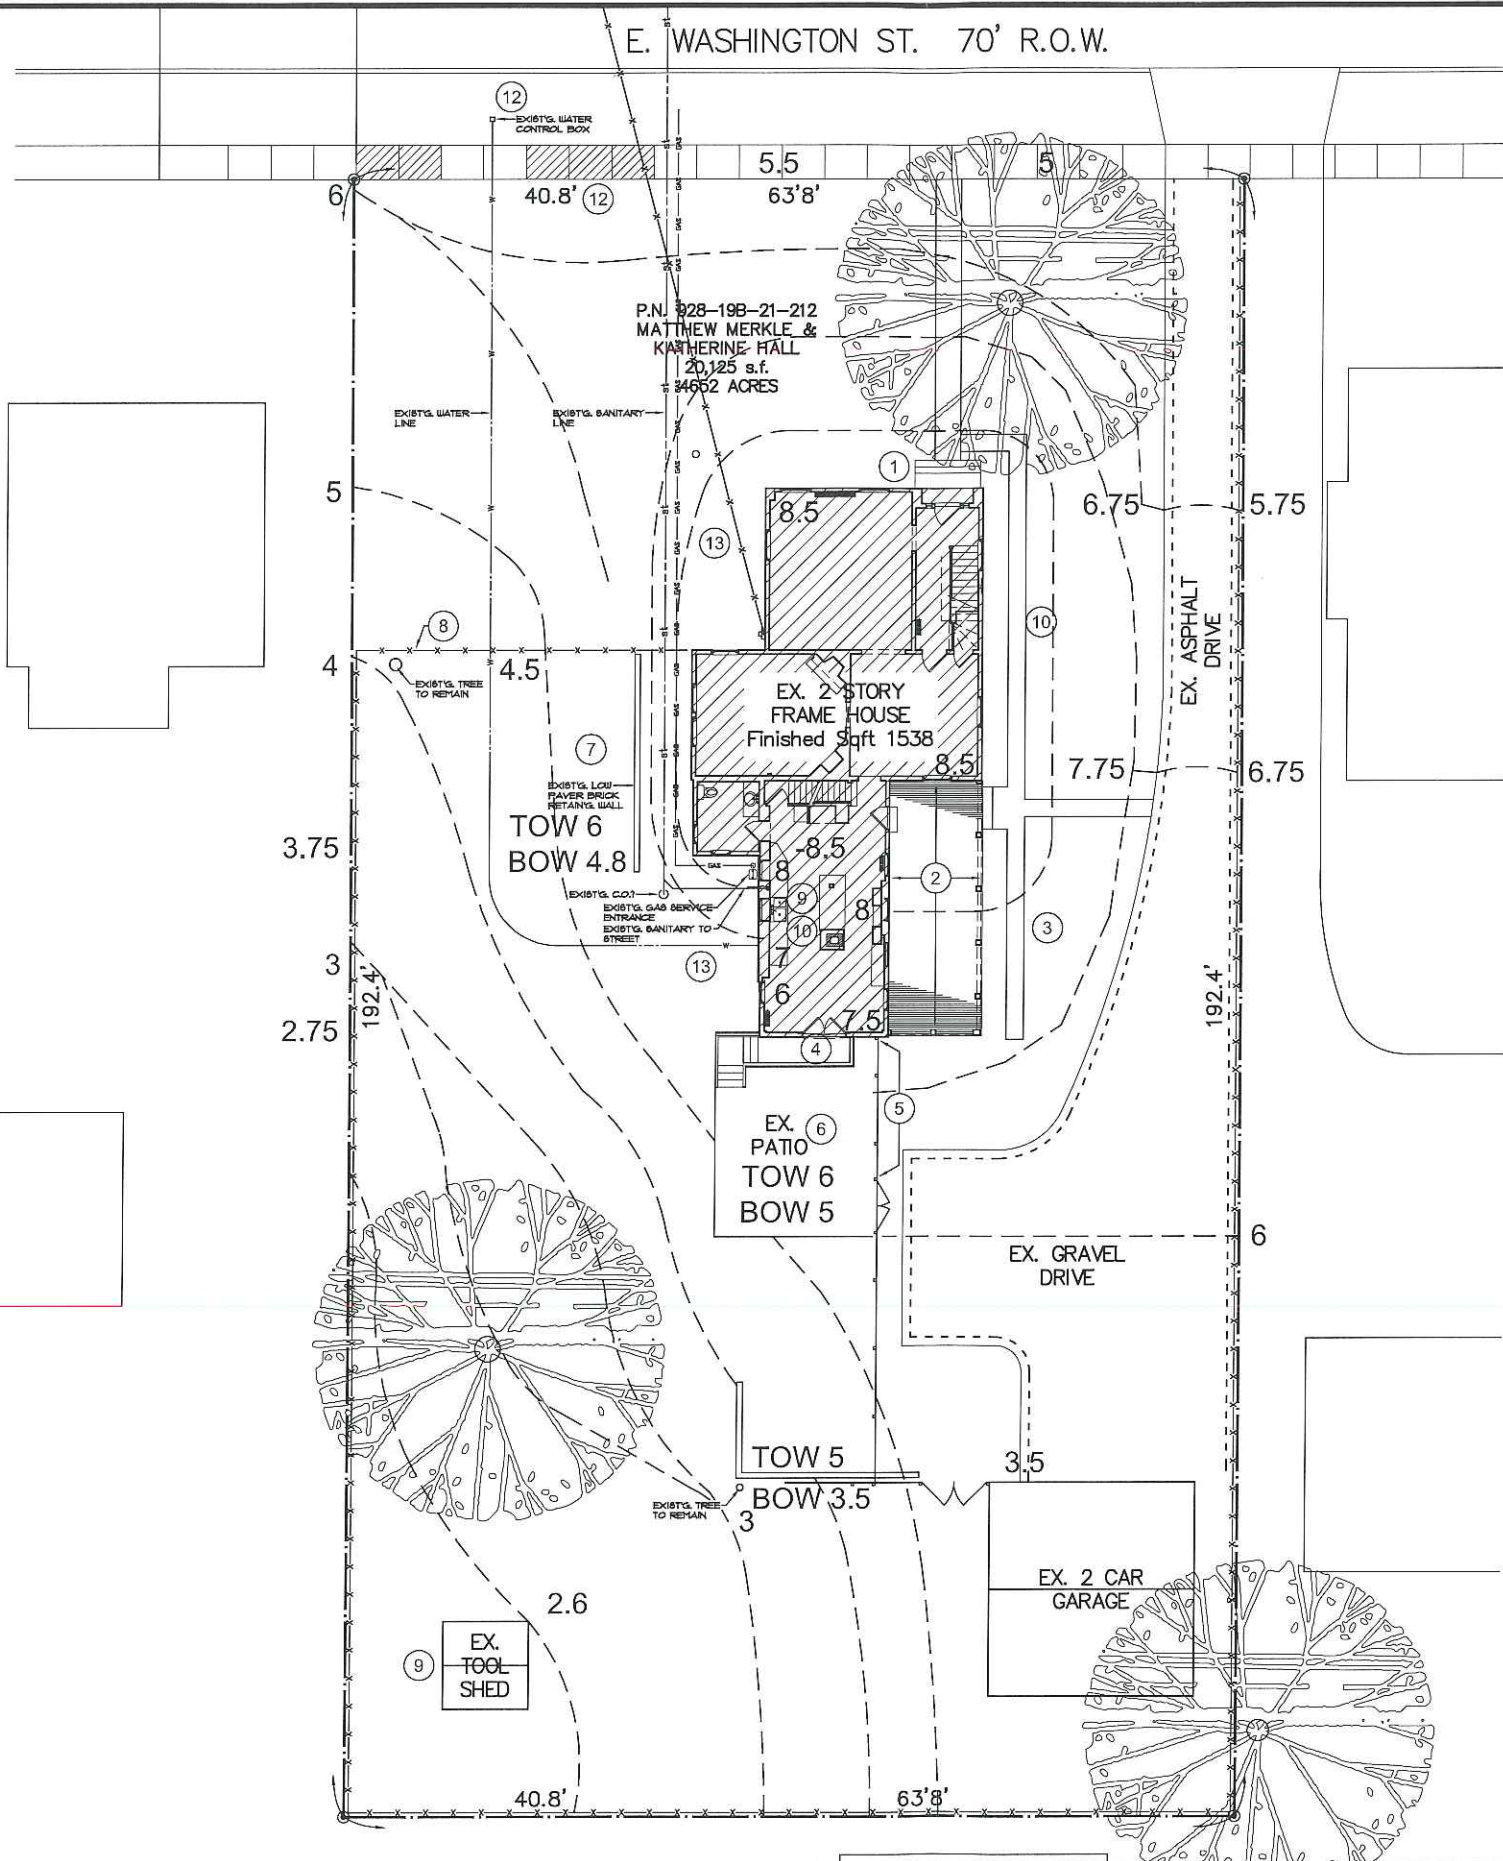 E. WASHINGTON ST. 70' R.O.W.
12
EXIST'G. WATER
CONTROL BOX
5.5
5
6
40.8'
12
63'8'
P.N. 028-19B-21-212
MATTHEW MERKLE &
KATHERINE HALL
20,125 s.f.
.4652 ACRES
EXIST'G. WATER
LINE
EXIST'G. SANITARY
LINE
1
5
8.5
6.75
5.75
13
EX. ASPHALT
DRIVE
8
10
4
4.5
EXIST'G. TREE
TO REMAIN
EX. 2 STORY
FRAME HOUSE
Finished Sqft 1538
7
8.5
7.75
6.75
EXIST'G. LOW
PAVER BRICK
RETAIN'G. WALL
TOW 6
BOW 4.8
3.75
-8.5
8
2
EXIST'G. C.O.?
9
EXIST'G. GAS SERVICE
ENTRANCE
8
EXIST'G. SANITARY TO
STREET
10
3
13
7
3
192.4'
6
192.4'
2.75
7.5
4
5
EX.
PATIO
6
TOW 6
BOW 5
6
EX. GRAVEL
DRIVE
TOW 5
3.5
BOW 3.5
EXIST'G. TREE
TO REMAIN
3
EX. 2 CAR
GARAGE
2.6
9
EX.
TOOL
SHED
40.8'
63'8'